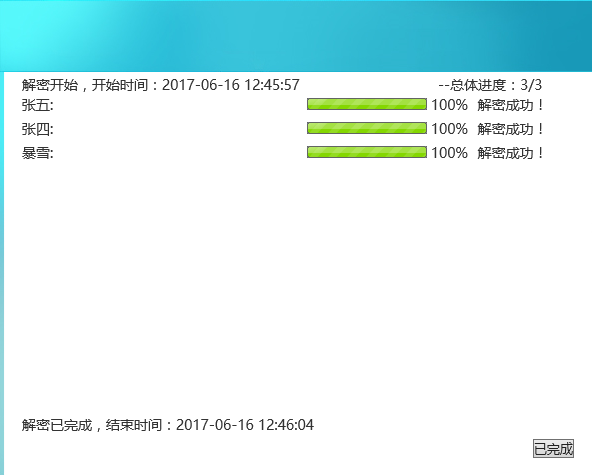 解密开始，开始时间：2017-06-16 12:45:57 --总体进度：3/3
张五: 100% 解密成功！
张四: 100% 解密成功！
暴雪: 100% 解密成功！
解密已完成，结束时间：2017-06-16 12:46:04
已完成